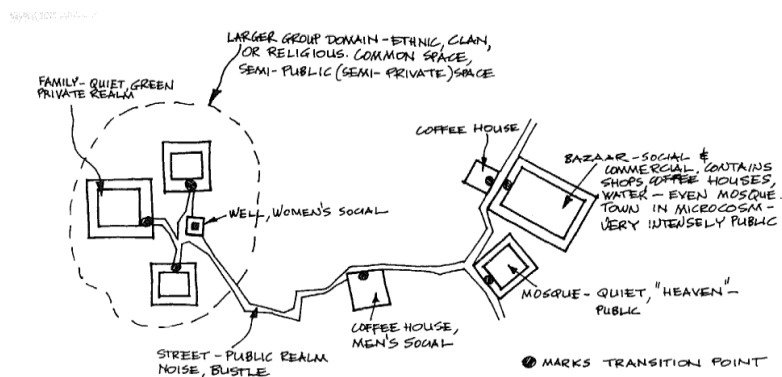 LARGER GROUP DOMAIN - ETHNIC, CLAN,
OR RELIGIOUS. COMMON SPACE,
SEMI-PUBLIC (SEMI-PRIVATE) SPACE
FAMILY - QUIET, GREEN
PRIVATE REALM
COFFEE HOUSE
BAZAAR - SOCIAL &
COMMERCIAL. CONTAINS
SHOPS, COFFEE HOUSES,
WATER - EVEN MOSQUE.
TOWN IN MICROCOSM -
VERY INTENSELY PUBLIC
WELL, WOMEN'S SOCIAL
MOSQUE - QUIET, "HEAVEN" -
PUBLIC
COFFEE HOUSE,
MEN'S SOCIAL
STREET - PUBLIC REALM
NOISE, BUSTLE
MARKS TRANSITION POINT